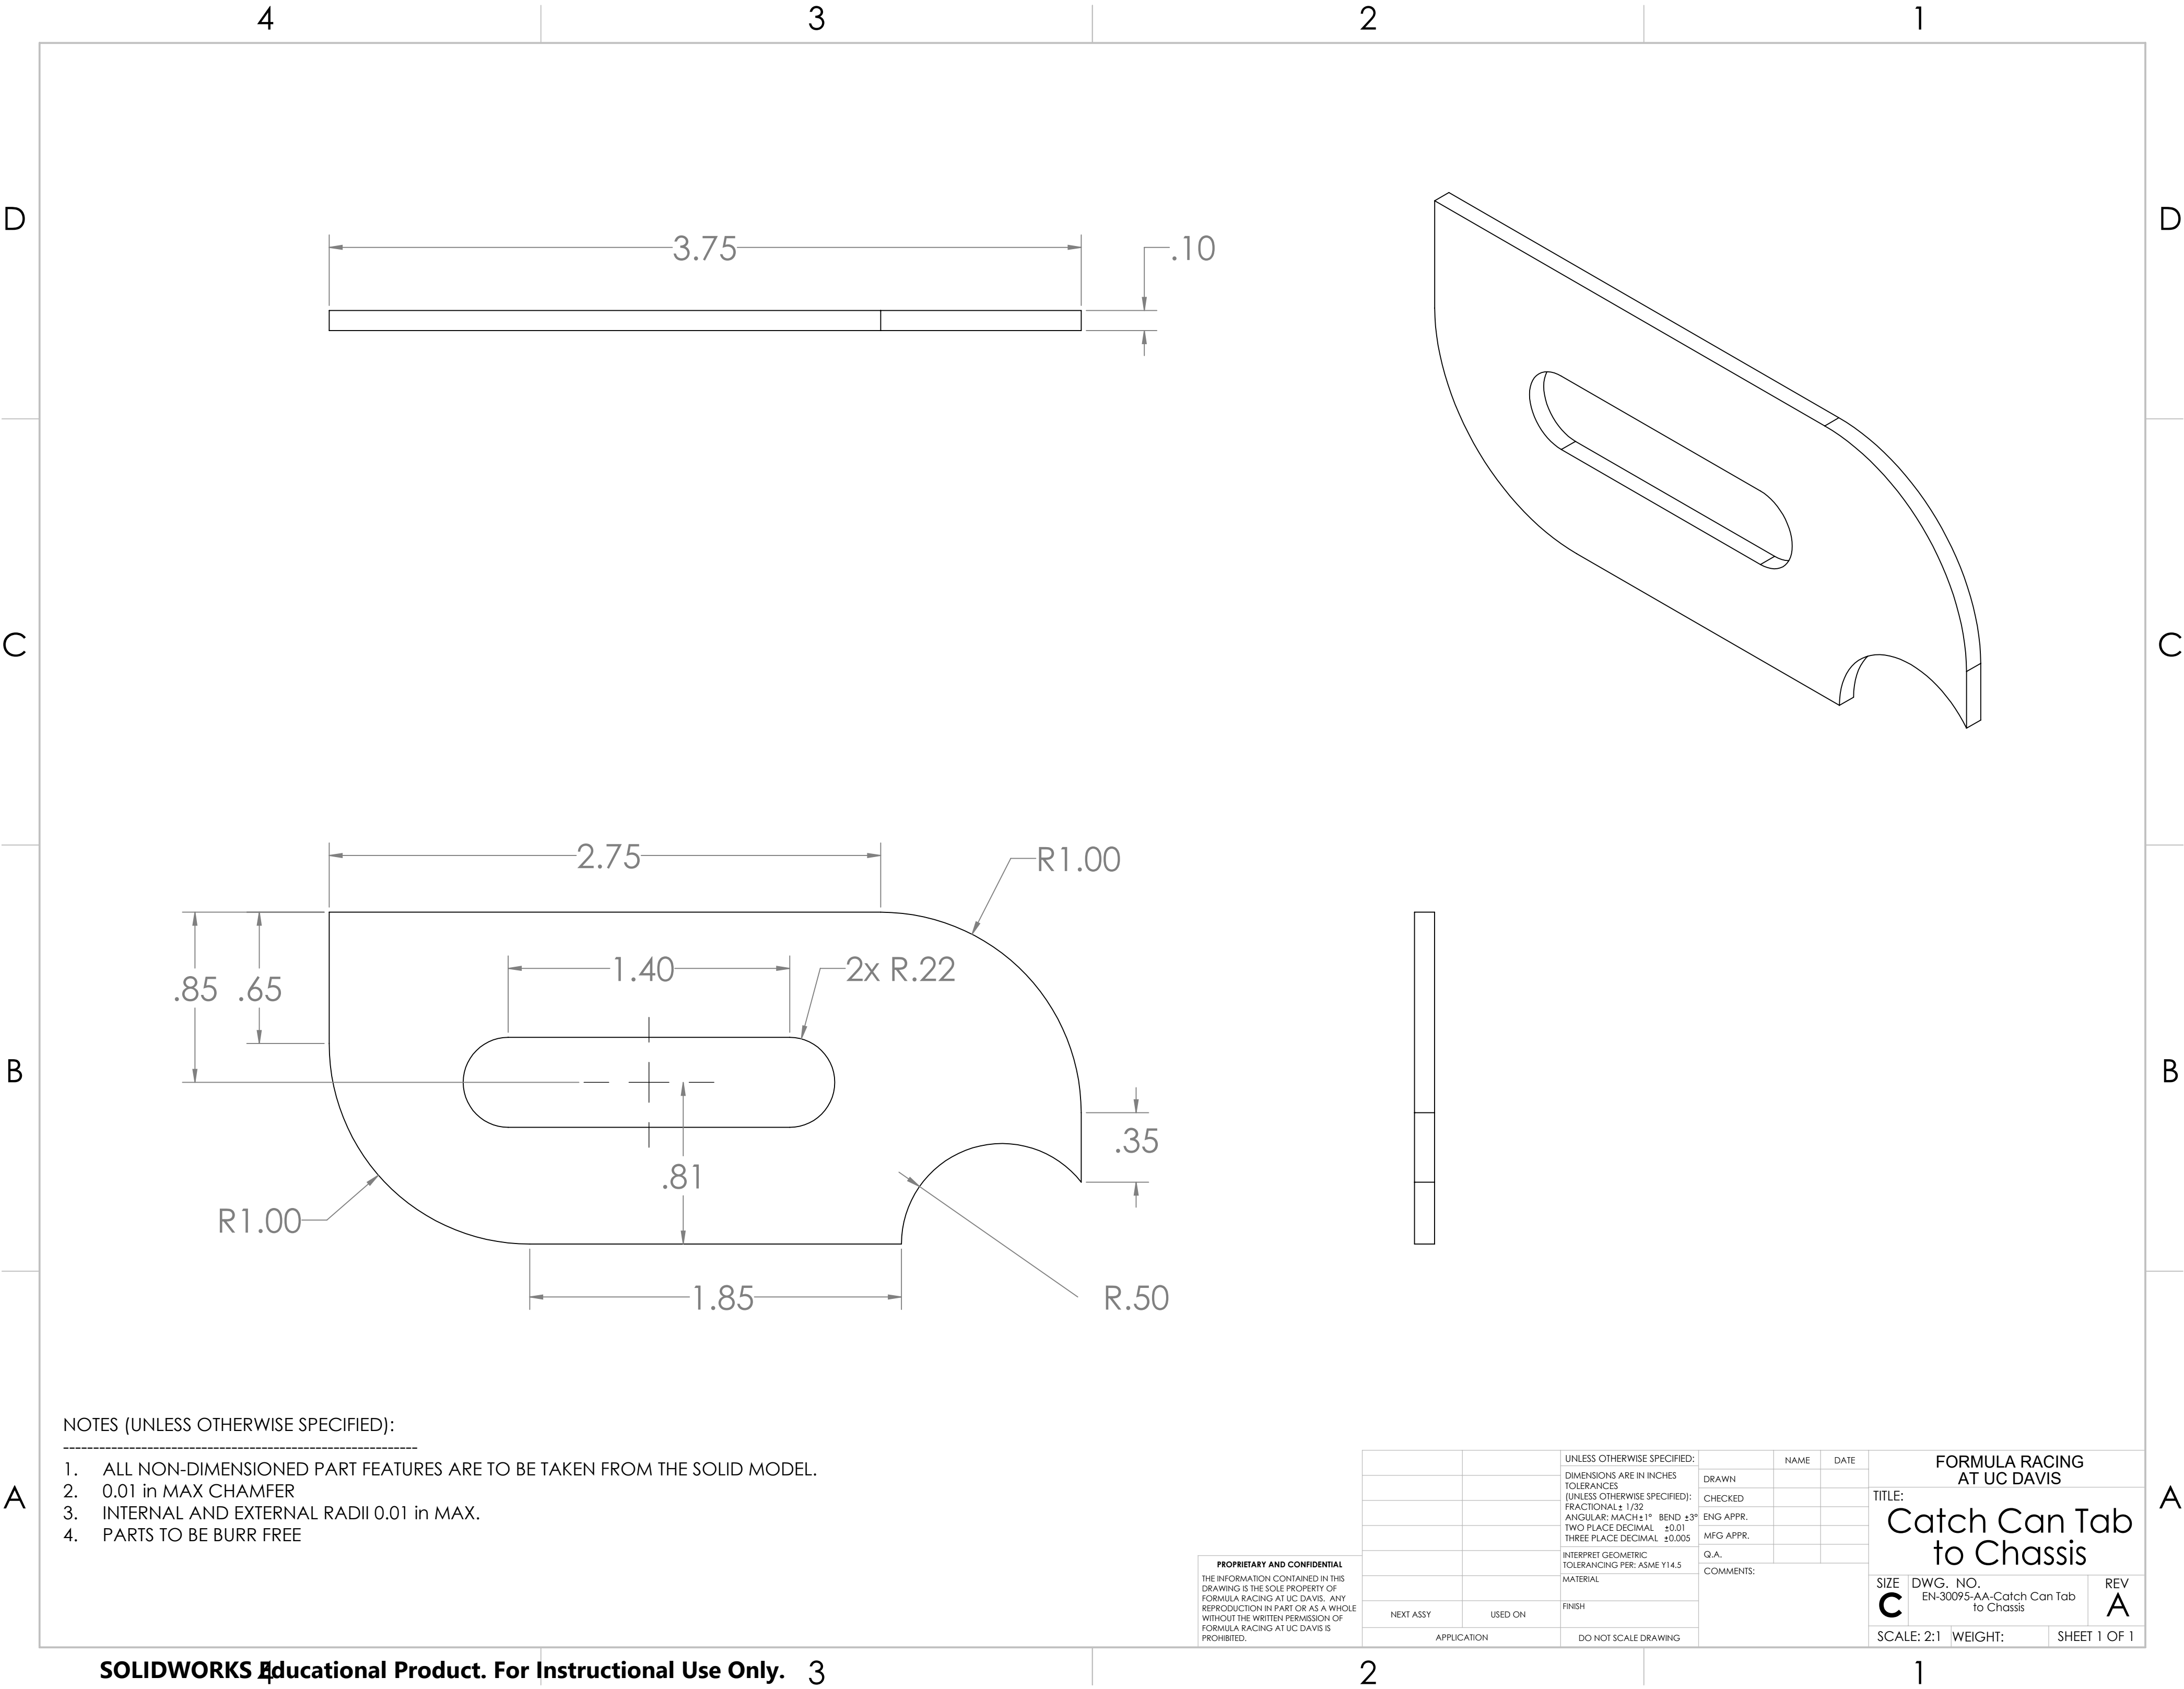 4 3 2 1
D D
3.75 .10
C C
2.75 R1.00
1.40 2x R.22
.85 .65
B B
.35
.81
R1.00
1.85 R.50
NOTES (UNLESS OTHERWISE SPECIFIED):
-----------------------------------------------------------
1. ALL NON-DIMENSIONED PART FEATURES ARE TO BE TAKEN FROM THE SOLID MODEL.
2. 0.01 in MAX CHAMFER
3. INTERNAL AND EXTERNAL RADII 0.01 in MAX.
4. PARTS TO BE BURR FREE
A A
PROPRIETARY AND CONFIDENTIAL
THE INFORMATION CONTAINED IN THIS
DRAWING IS THE SOLE PROPERTY OF
FORMULA RACING AT UC DAVIS. ANY
REPRODUCTION IN PART OR AS A WHOLE
WITHOUT THE WRITTEN PERMISSION OF
FORMULA RACING AT UC DAVIS IS
PROHIBITED.
NEXT ASSY USED ON
APPLICATION
UNLESS OTHERWISE SPECIFIED:
DIMENSIONS ARE IN INCHES
TOLERANCES
(UNLESS OTHERWISE SPECIFIED):
FRACTIONAL± 1/32
ANGULAR: MACH±1° BEND ±3°
TWO PLACE DECIMAL ±0.01
THREE PLACE DECIMAL ±0.005
INTERPRET GEOMETRIC
TOLERANCING PER: ASME Y14.5
MATERIAL
FINISH
DO NOT SCALE DRAWING
NAME DATE
DRAWN
CHECKED
ENG APPR.
MFG APPR.
Q.A.
COMMENTS:
FORMULA RACING
AT UC DAVIS
TITLE:
Catch Can Tab
to Chassis
SIZE DWG. NO. REV
C EN-30095-AA-Catch Can Tab
to Chassis
A
SCALE: 2:1 WEIGHT: SHEET 1 OF 1
SOLIDWORKS Educational Product. For Instructional Use Only.
4 3 2 1